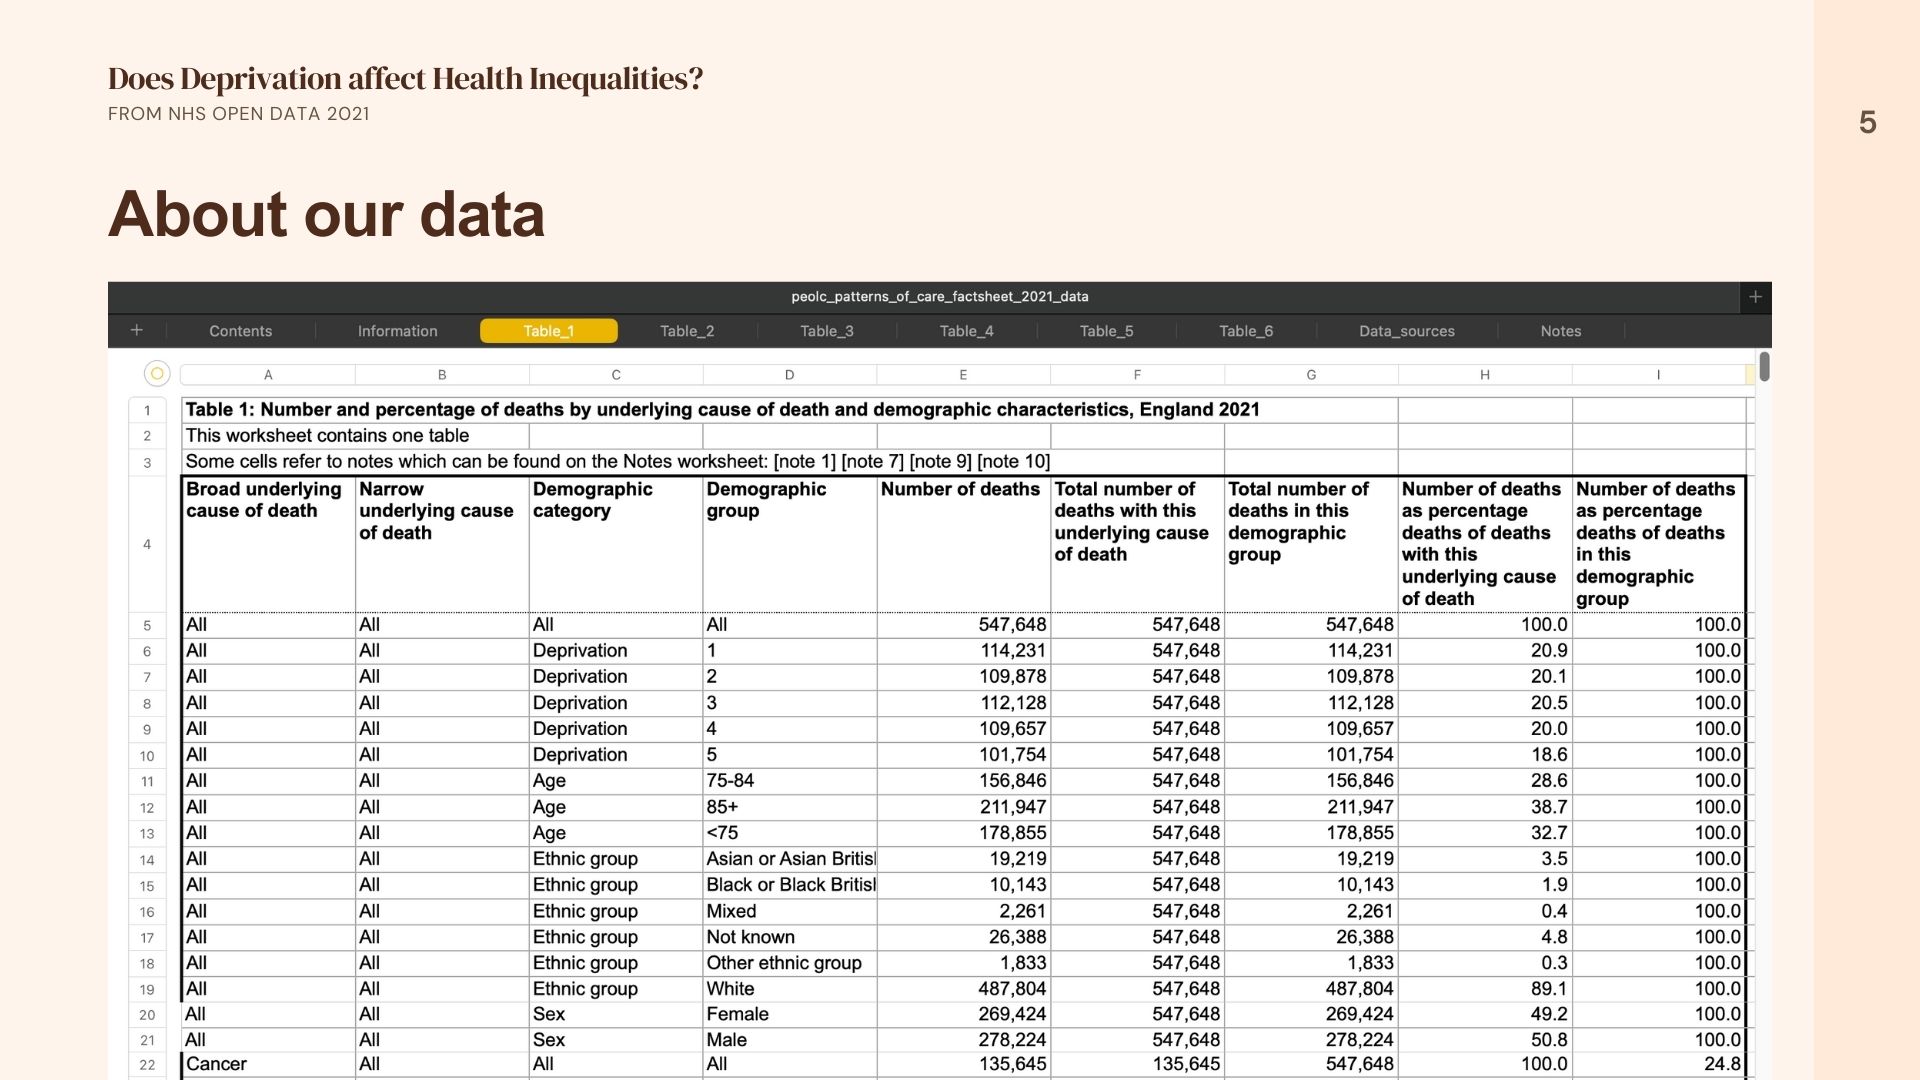 Does Deprivation affect Health Inequalities?
FROM NHS OPEN DATA 2021
5
About our data
peolc_patterns_of_care_factsheet_2021_data
+
+ Contents Information Table_1 Table_2 Table_3 Table_4 Table_5 Table_6 Data_sources Notes
A B C D E F G H I
1 Table 1: Number and percentage of deaths by underlying cause of death and demographic characteristics, England 2021
2 This worksheet contains one table
3 Some cells refer to notes which can be found on the Notes worksheet: [note 1] [note 7] [note 9] [note 10]
4
Broad underlying
cause of death
Narrow
underlying cause
of death
Demographic
category
Demographic
group
Number of deaths
Total number of
deaths with this
underlying cause
of death
Total number of
deaths in this
demographic
group
Number of deaths
as percentage
deaths of deaths
with this
underlying cause
of death
Number of deaths
as percentage
deaths of deaths
in this
demographic
group
5 All All All All 547,648 547,648 547,648 100.0 100.0
6 All All Deprivation 1 114,231 547,648 114,231 20.9 100.0
7 All All Deprivation 2 109,878 547,648 109,878 20.1 100.0
8 All All Deprivation 3 112,128 547,648 112,128 20.5 100.0
9 All All Deprivation 4 109,657 547,648 109,657 20.0 100.0
10 All All Deprivation 5 101,754 547,648 101,754 18.6 100.0
11 All All Age 75-84 156,846 547,648 156,846 28.6 100.0
12 All All Age 85+ 211,947 547,648 211,947 38.7 100.0
13 All All Age <75 178,855 547,648 178,855 32.7 100.0
14 All All Ethnic group Asian or Asian Britis 19,219 547,648 19,219 3.5 100.0
15 All All Ethnic group Black or Black Britis 10,143 547,648 10,143 1.9 100.0
16 All All Ethnic group Mixed 2,261 547,648 2,261 0.4 100.0
17 All All Ethnic group Not known 26,388 547,648 26,388 4.8 100.0
18 All All Ethnic group Other ethnic group 1,833 547,648 1,833 0.3 100.0
19 All All Ethnic group White 487,804 547,648 487,804 89.1 100.0
20 All All Sex Female 269,424 547,648 269,424 49.2 100.0
21 All All Sex Male 278,224 547,648 278,224 50.8 100.0
22 Cancer All All All 135,645 135,645 547,648 100.0 24.8